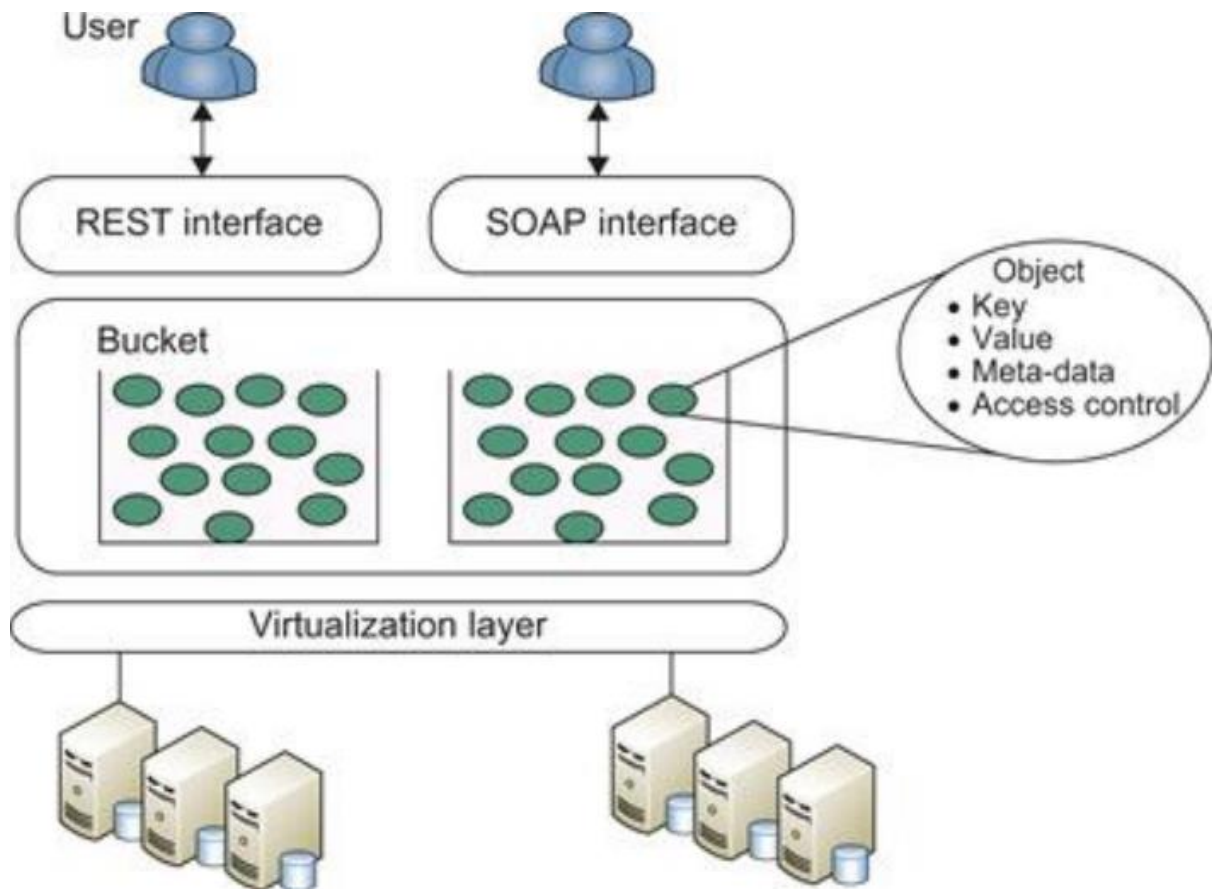 User
REST interface
SOAP interface
Bucket
Object
• Key
• Value
• Meta-data
• Access control
Virtualization layer